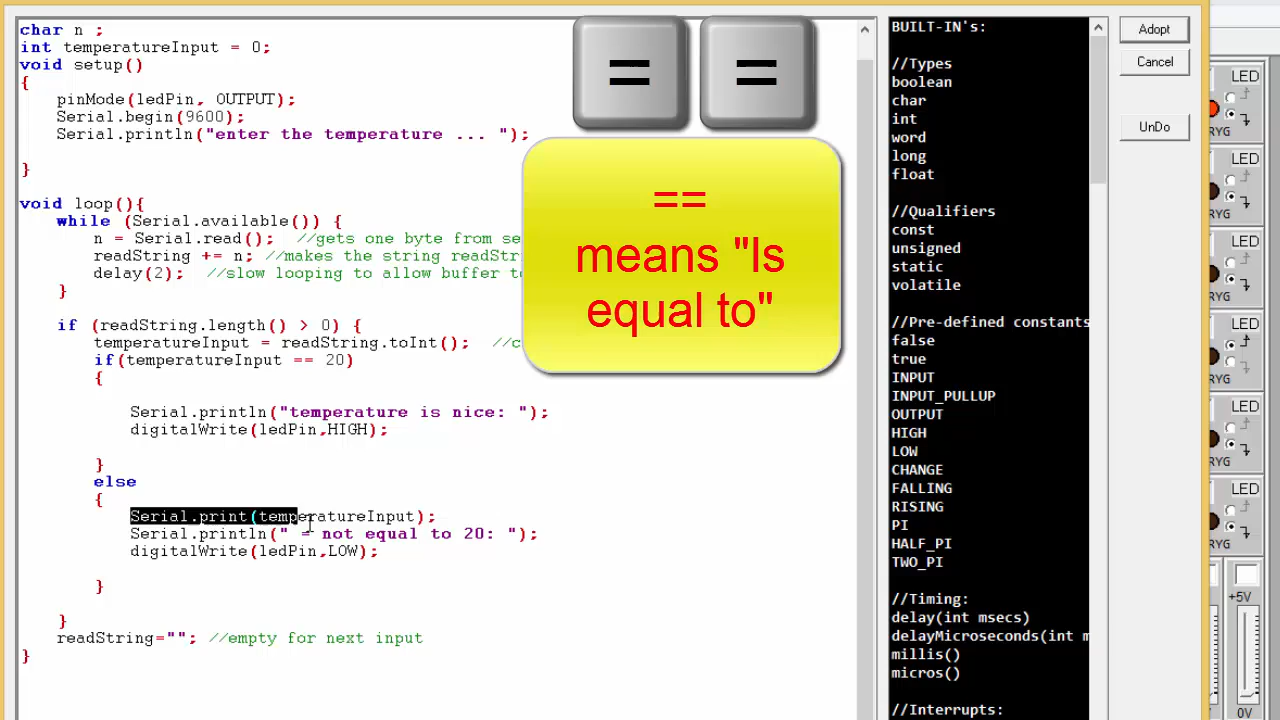 char n ;
int temperatureInput = 0;
void setup()
{
pinMode(ledPin, OUTPUT);
Serial.begin(9600);
Serial.println("enter the temperature ... ");
}
void loop(){
while (Serial.available()) {
n = Serial.read(); //gets one byte from se
readString += n; //makes the string readStri
delay(2); //slow looping to allow buffer to
}
if (readString.length() > 0) {
temperatureInput = readString.toInt(); //c
if(temperatureInput == 20)
{
Serial.println("temperature is nice: ");
digitalWrite(ledPin,HIGH);
}
else
{
Serial.print(temperatureInput);
Serial.println(" = not equal to 20: ");
digitalWrite(ledPin,LOW);
}
}
readString=""; //empty for next input
}
= =
==
means "Is
equal to"
BUILT-IN's:
//Types
boolean
char
int
word
long
float
//Qualifiers
const
unsigned
static
volatile
//Pre-defined constants
false
true
INPUT
INPUT_PULLUP
OUTPUT
HIGH
LOW
CHANGE
FALLING
RISING
PI
HALF_PI
TWO_PI
//Timing:
delay(int msecs)
delayMicroseconds(int m
millis()
micros()
//Interrupts:
Adopt
Cancel
UnDo
LED
RYG
LED
RYG
LED
RYG
LED
RYG
LED
RYG
LED
RYG
+5V
0V